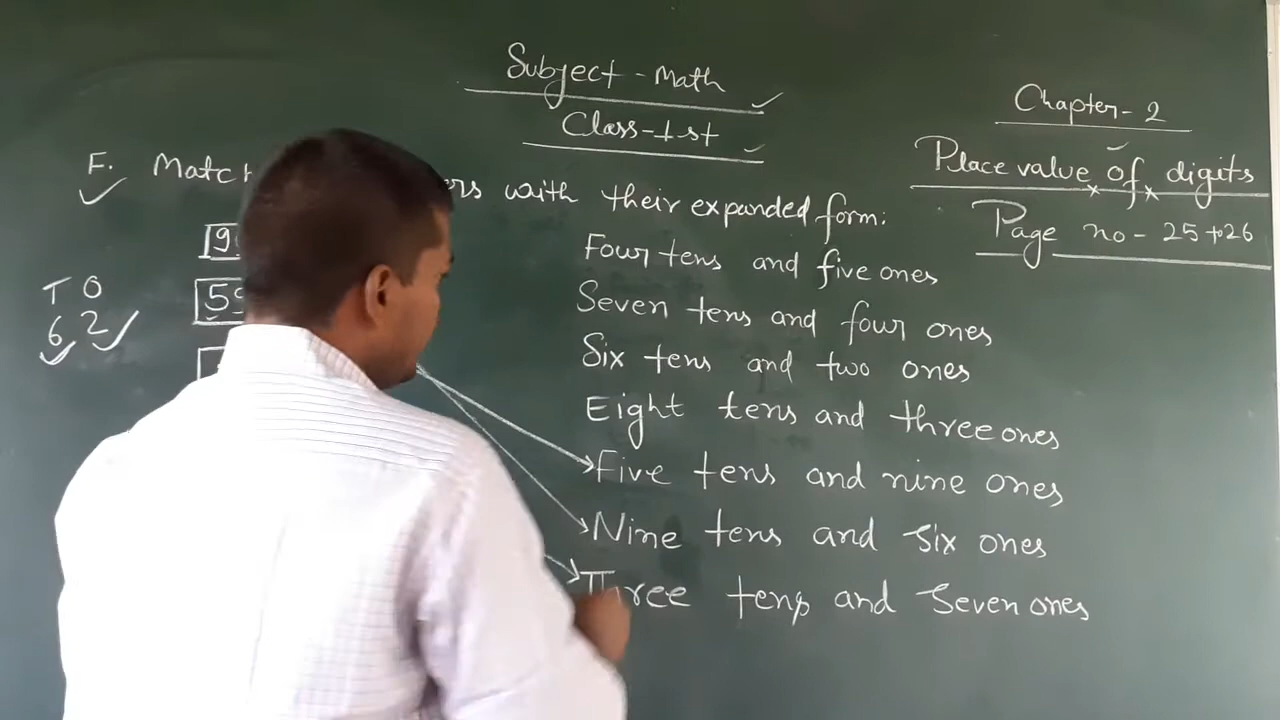 Subject - Math
Class - 1st
Chapter - 2
Place value of digits
Page no - 25 to 26
F. with their expanded form:
Four tens and five ones
Seven tens and four ones
T O
6 2
Six tens and two ones
Eight tens and three ones
Five tens and nine ones
Nine tens and six ones
Three tens and seven ones